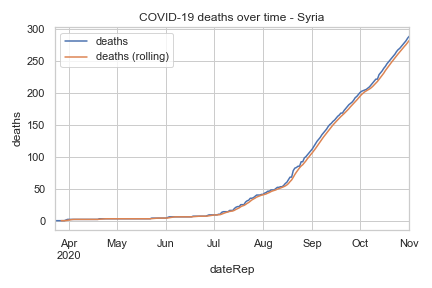 COVID-19 deaths over time - Syria
deaths
deaths (rolling)
300
250
200
150
100
50
0
deaths
Apr May Jun Jul Aug Sep Oct Nov
2020
dateRep